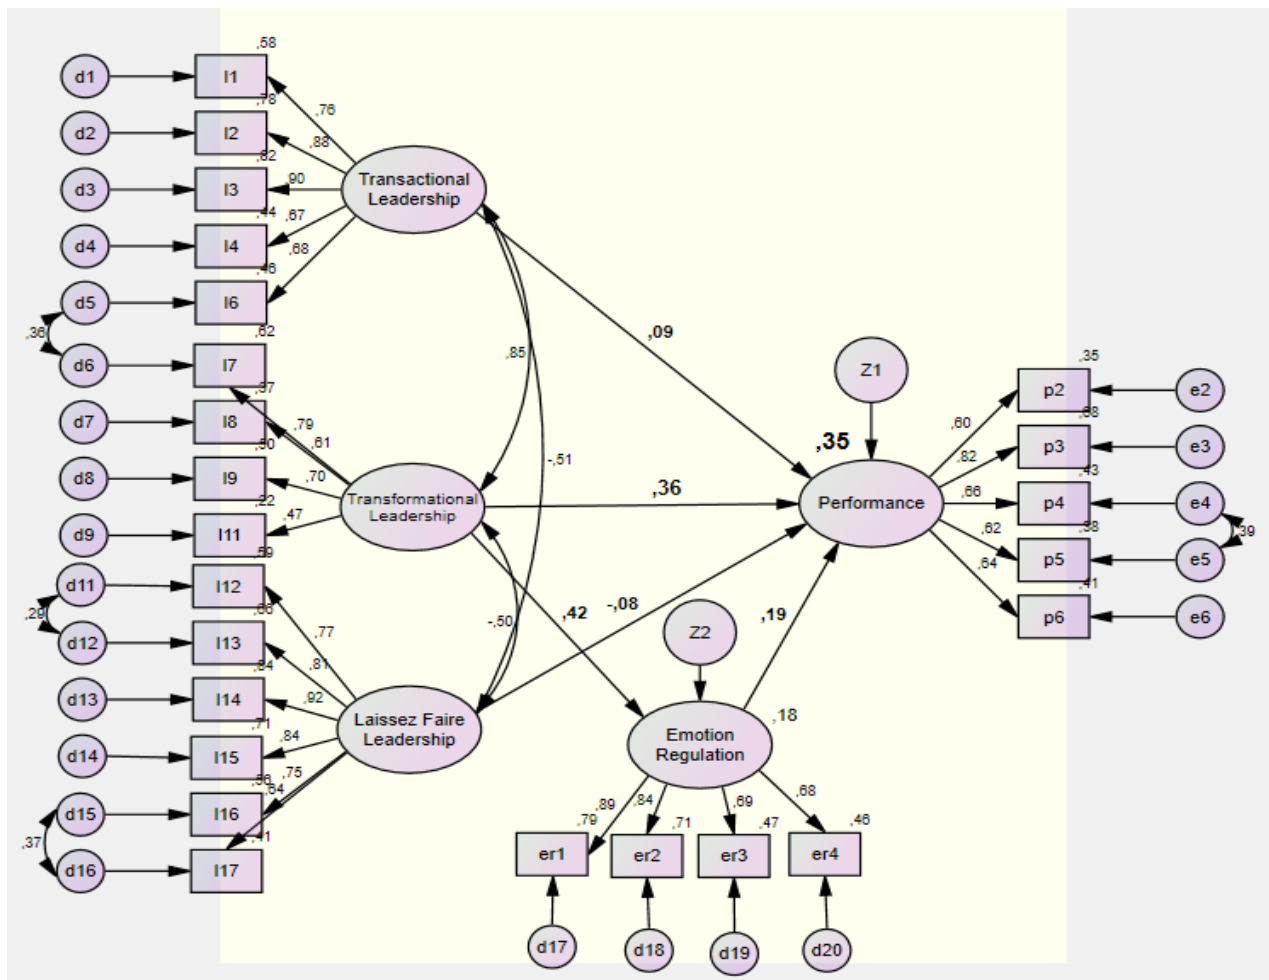 ,58
d1
l1
,76
,78
d2
l2
,88
,82
d3
l3
,90
Transactional
Leadership
,44
,67
d4
l4
,68
,46
d5
l6
,36
,62
d6
l7
,85
,09
Z1
,35
,37
d7
l8
,79
,61
,50
d8
l9
,70
,22
-,51
Transformational
Leadership
,36
,35
Performance
,60
p2
e2
,68
,82
p3
e3
,43
,66
p4
e4
,38
,39
,62
p5
e5
,41
,64
p6
e6
d9
l11
,47
,59
d11
l12
,29
,66
d12
l13
,77
,81
,84
-,50
,42
-,08
,19
Z2
d13
l14
,92
,71
Laissez Faire
Leadership
,84
d14
l15
,56
,75
,64
d15
l16
,37
,41
d16
l17
Emotion
Regulation
,18
,89
,84
,69
,68
,79
,71
,47
,46
er1
er2
er3
er4
d17
d18
d19
d20